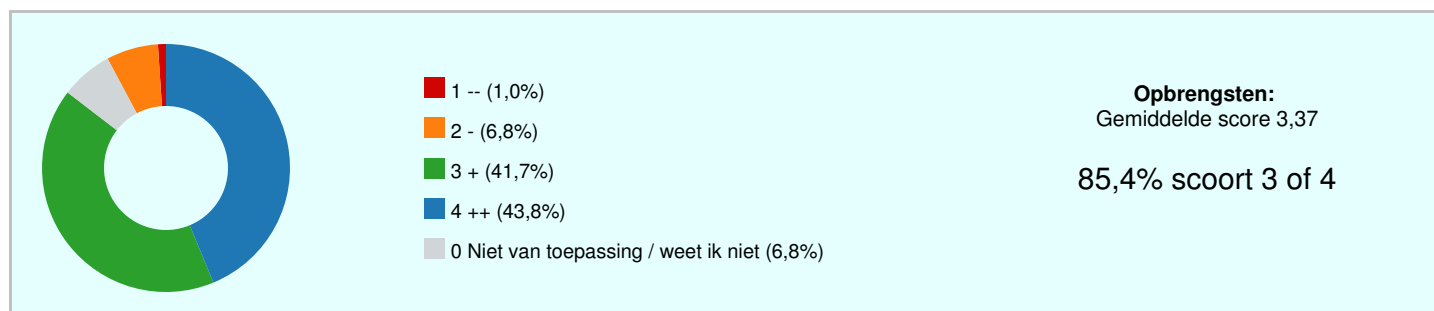 1 -- (1,0%)
2 - (6,8%)
3 + (41,7%)
4 ++ (43,8%)
0 Niet van toepassing / weet ik niet (6,8%)
Opbrengsten:
Gemiddelde score 3,37
85,4% scoort 3 of 4